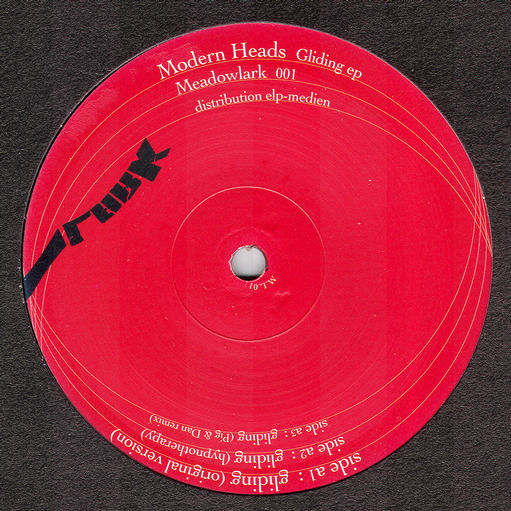 Modern Heads Gliding ep
Meadowlark 001
distribution elp-medien
side a1 : gliding (original version)
side a2 : gliding (hypnotherapy)
side a3 : gliding (Pig & Dan remix)